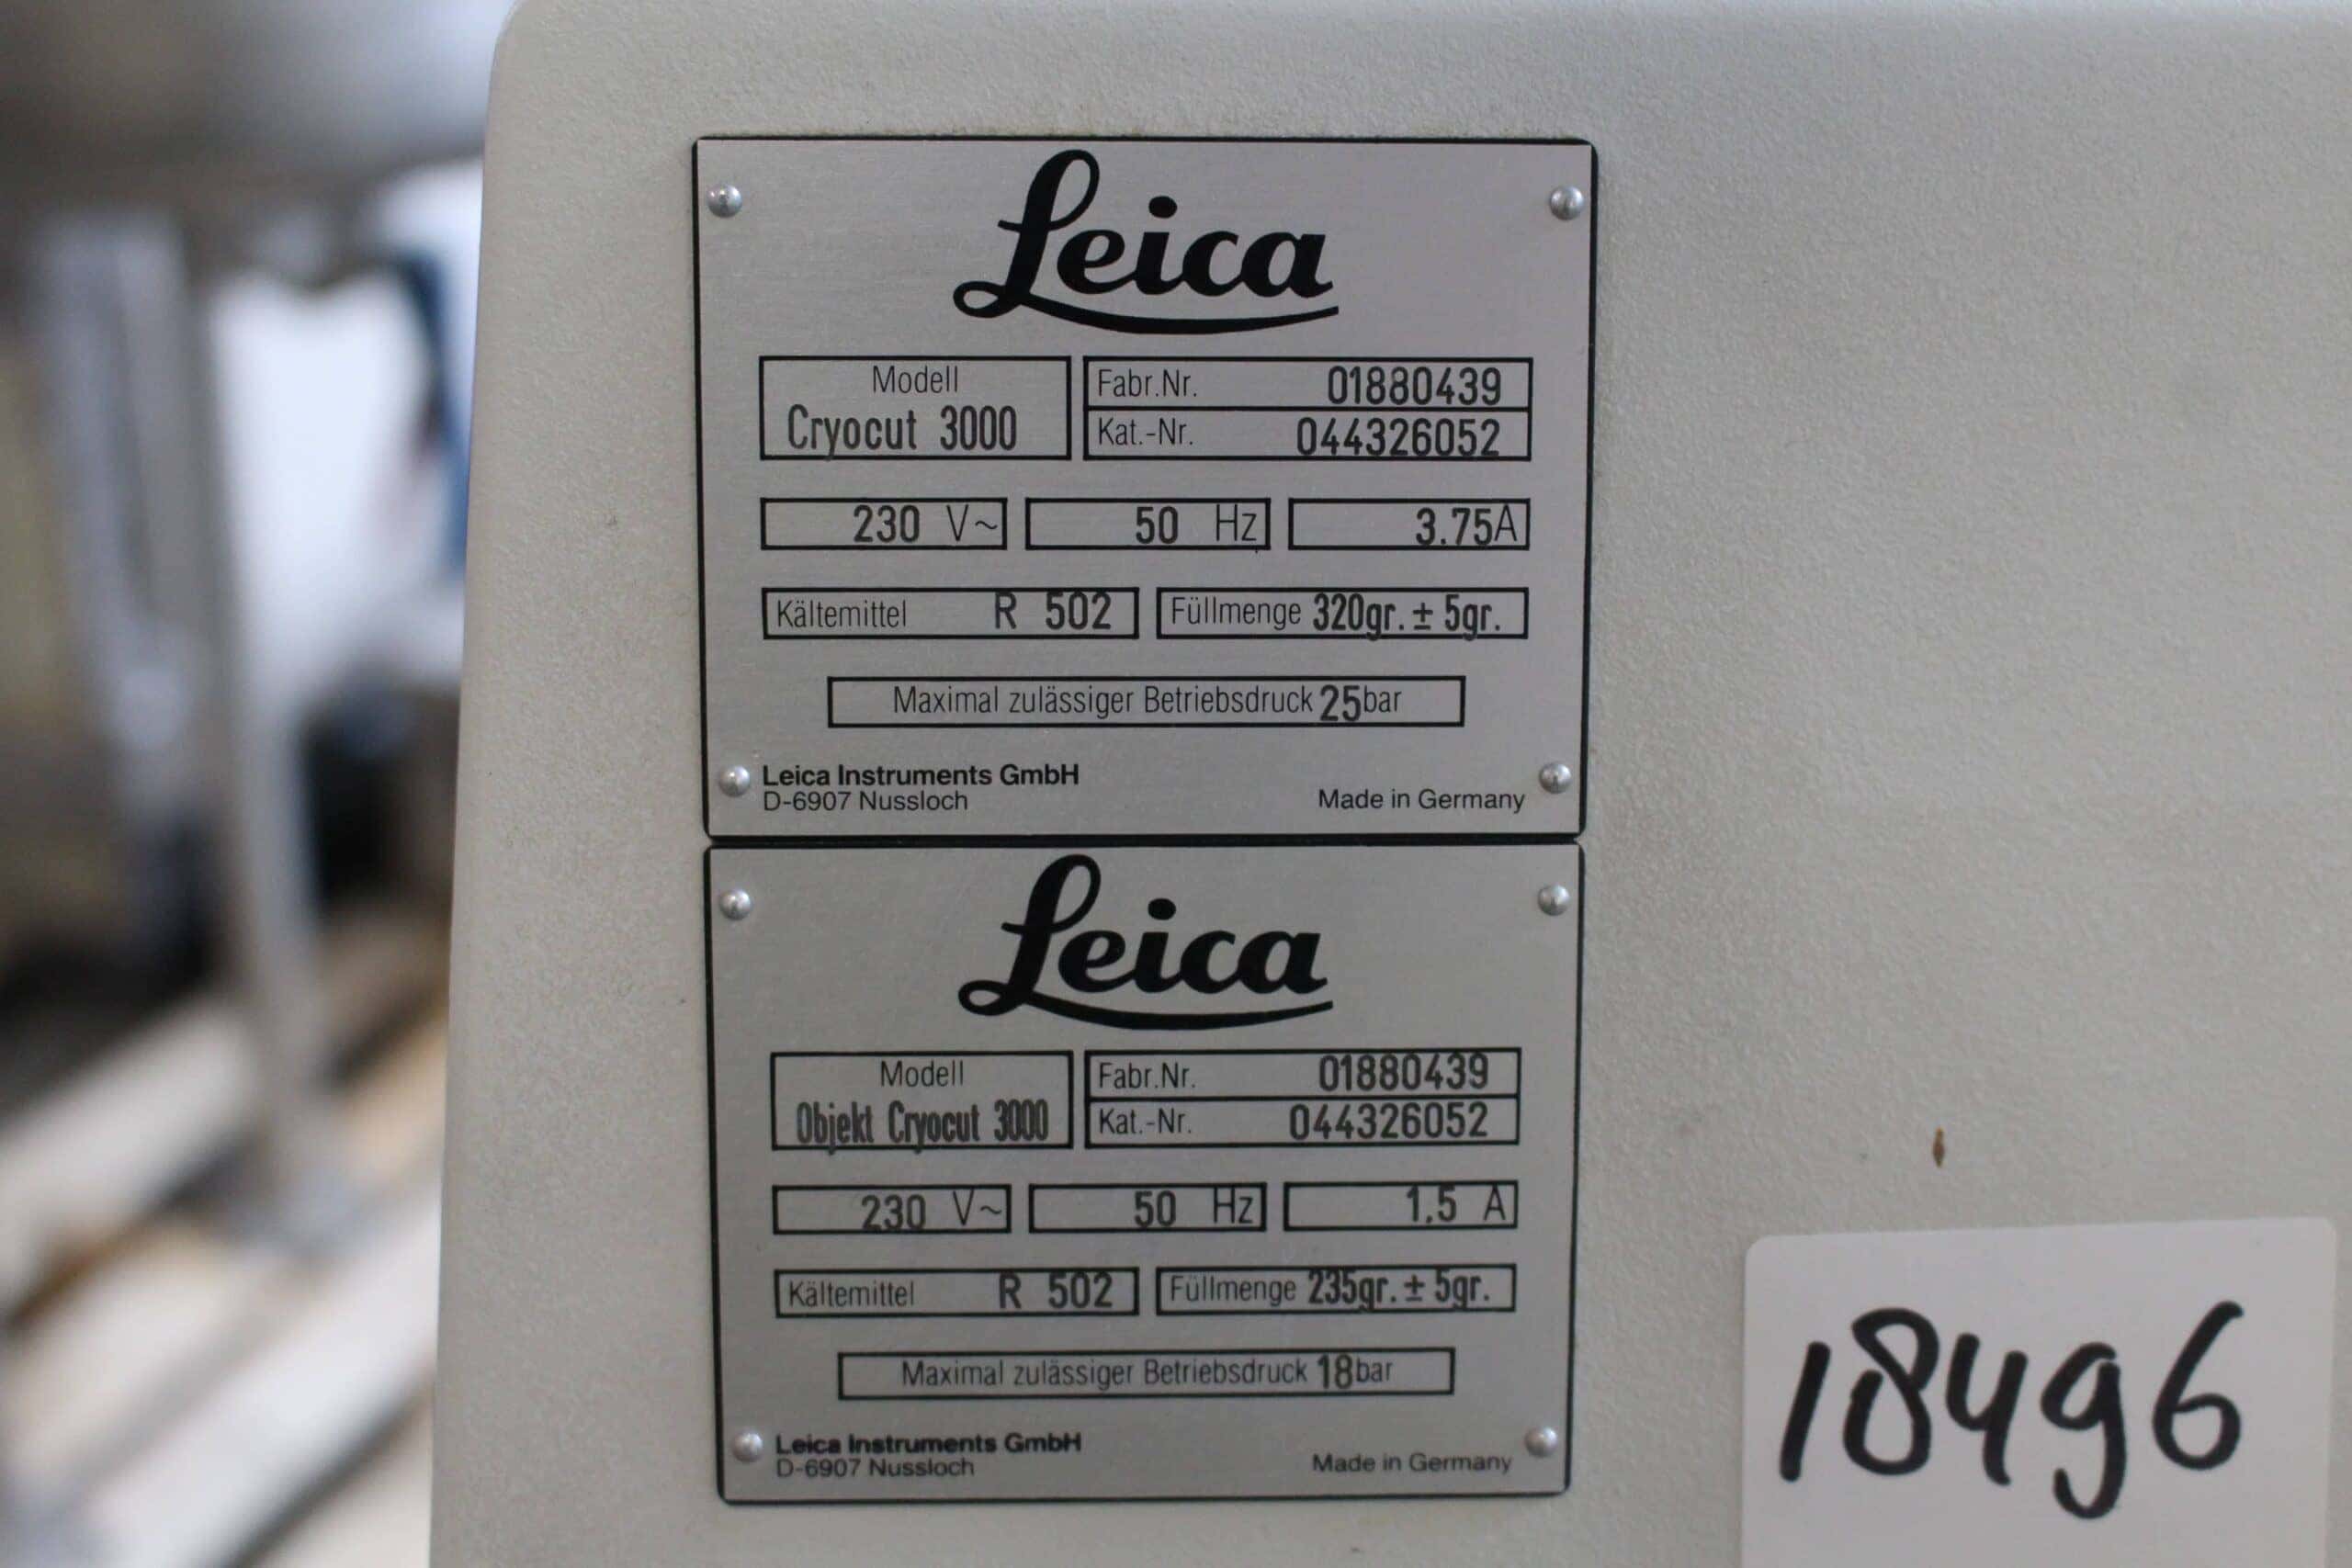 Leica
Modell
Cryocut 3000
Fabr.Nr. 01880439
Kat.-Nr. 044326052
230 V~ 50 Hz 3.75A
Kältemittel R 502 Füllmenge 320gr. ± 5gr.
Maximal zulässiger Betriebsdruck 25bar
Leica Instruments GmbH
D-6907 Nussloch Made in Germany
Leica
Modell
Objekt Cryocut 3000
Fabr.Nr. 01880439
Kat.-Nr. 044326052
230 V~ 50 Hz 1.5 A
Kältemittel R 502 Füllmenge 235gr. ± 5gr.
Maximal zulässiger Betriebsdruck 18bar
Leica Instruments GmbH
D-6907 Nussloch Made in Germany
18496